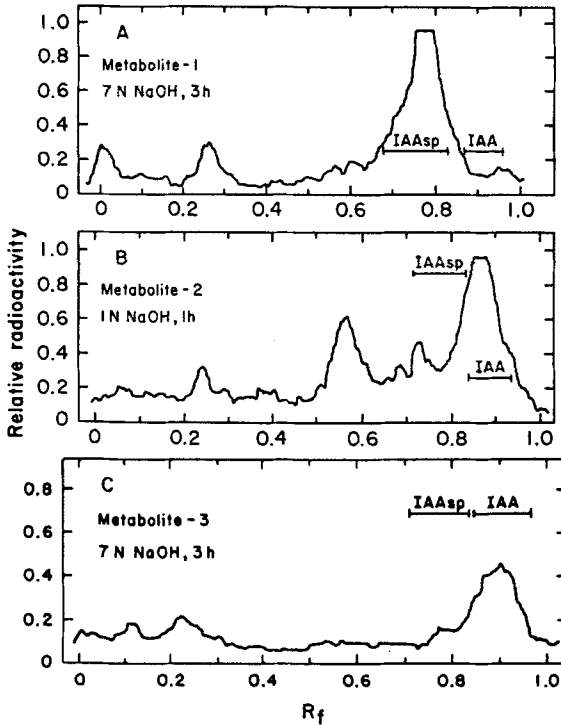 A
Metabolite-1
7 N NaOH, 3h
IAAsp
IAA
1.0
0.8
0.6
0.4
0.2
0
0 0.2 0.4 0.6 0.8 1.0
B
Metabolite-2
1N NaOH, 1h
IAAsp
IAA
1.0
0.8
0.6
0.4
0.2
0
0 0.2 0.4 0.6 0.8 1.0
C
Metabolite-3
7 N NaOH, 3h
IAAsp IAA
0.8
0.6
0.4
0.2
0
0 0.2 0.4 0.6 0.8 1.0
Relative radioactivity
Rf